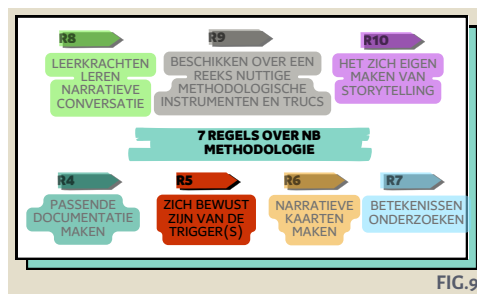 R8
LEERKRACHTEN
LEREN
NARRATIEVE
CONVERSATIE
R9
BESCHIKKEN OVER EEN
REEKS NUTTIGE
METHODOLOGISCHE
INSTRUMENTEN EN TRUCS
R10
HET ZICH EIGEN
MAKEN VAN
STORYTELLING
7 REGELS OVER NB
METHODOLOGIE
R4
PASSENDE
DOCUMENTATIE
MAKEN
R5
ZICH BEWUST
ZIJN VAN DE
TRIGGER(S)
R6
NARRATIEVE
KAARTEN
MAKEN
R7
BETEKENISSEN
ONDERZOEKEN
FIG.9